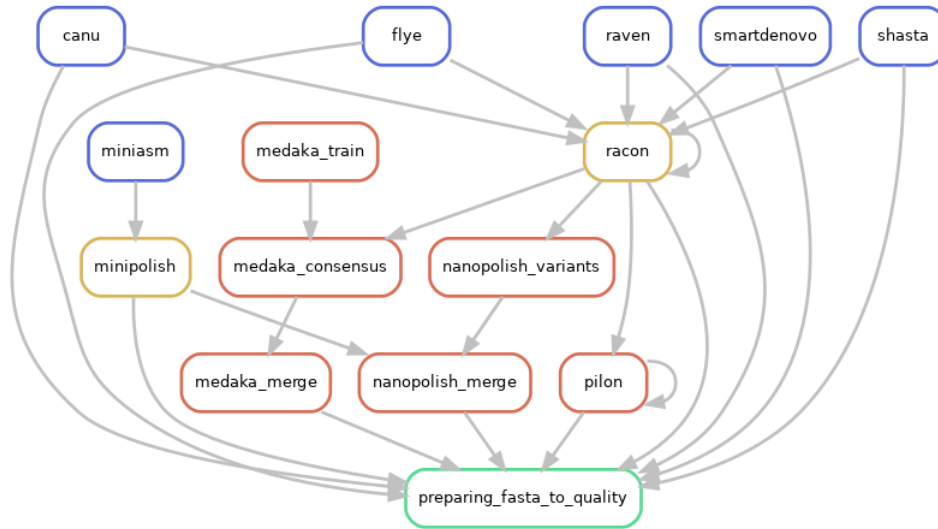 canu
flye
raven
smartdenovo
shasta
miniasm
medaka_train
racon
minipolish
medaka_consensus
nanopolish_variants
medaka_merge
nanopolish_merge
pilon
preparing_fasta_to_quality